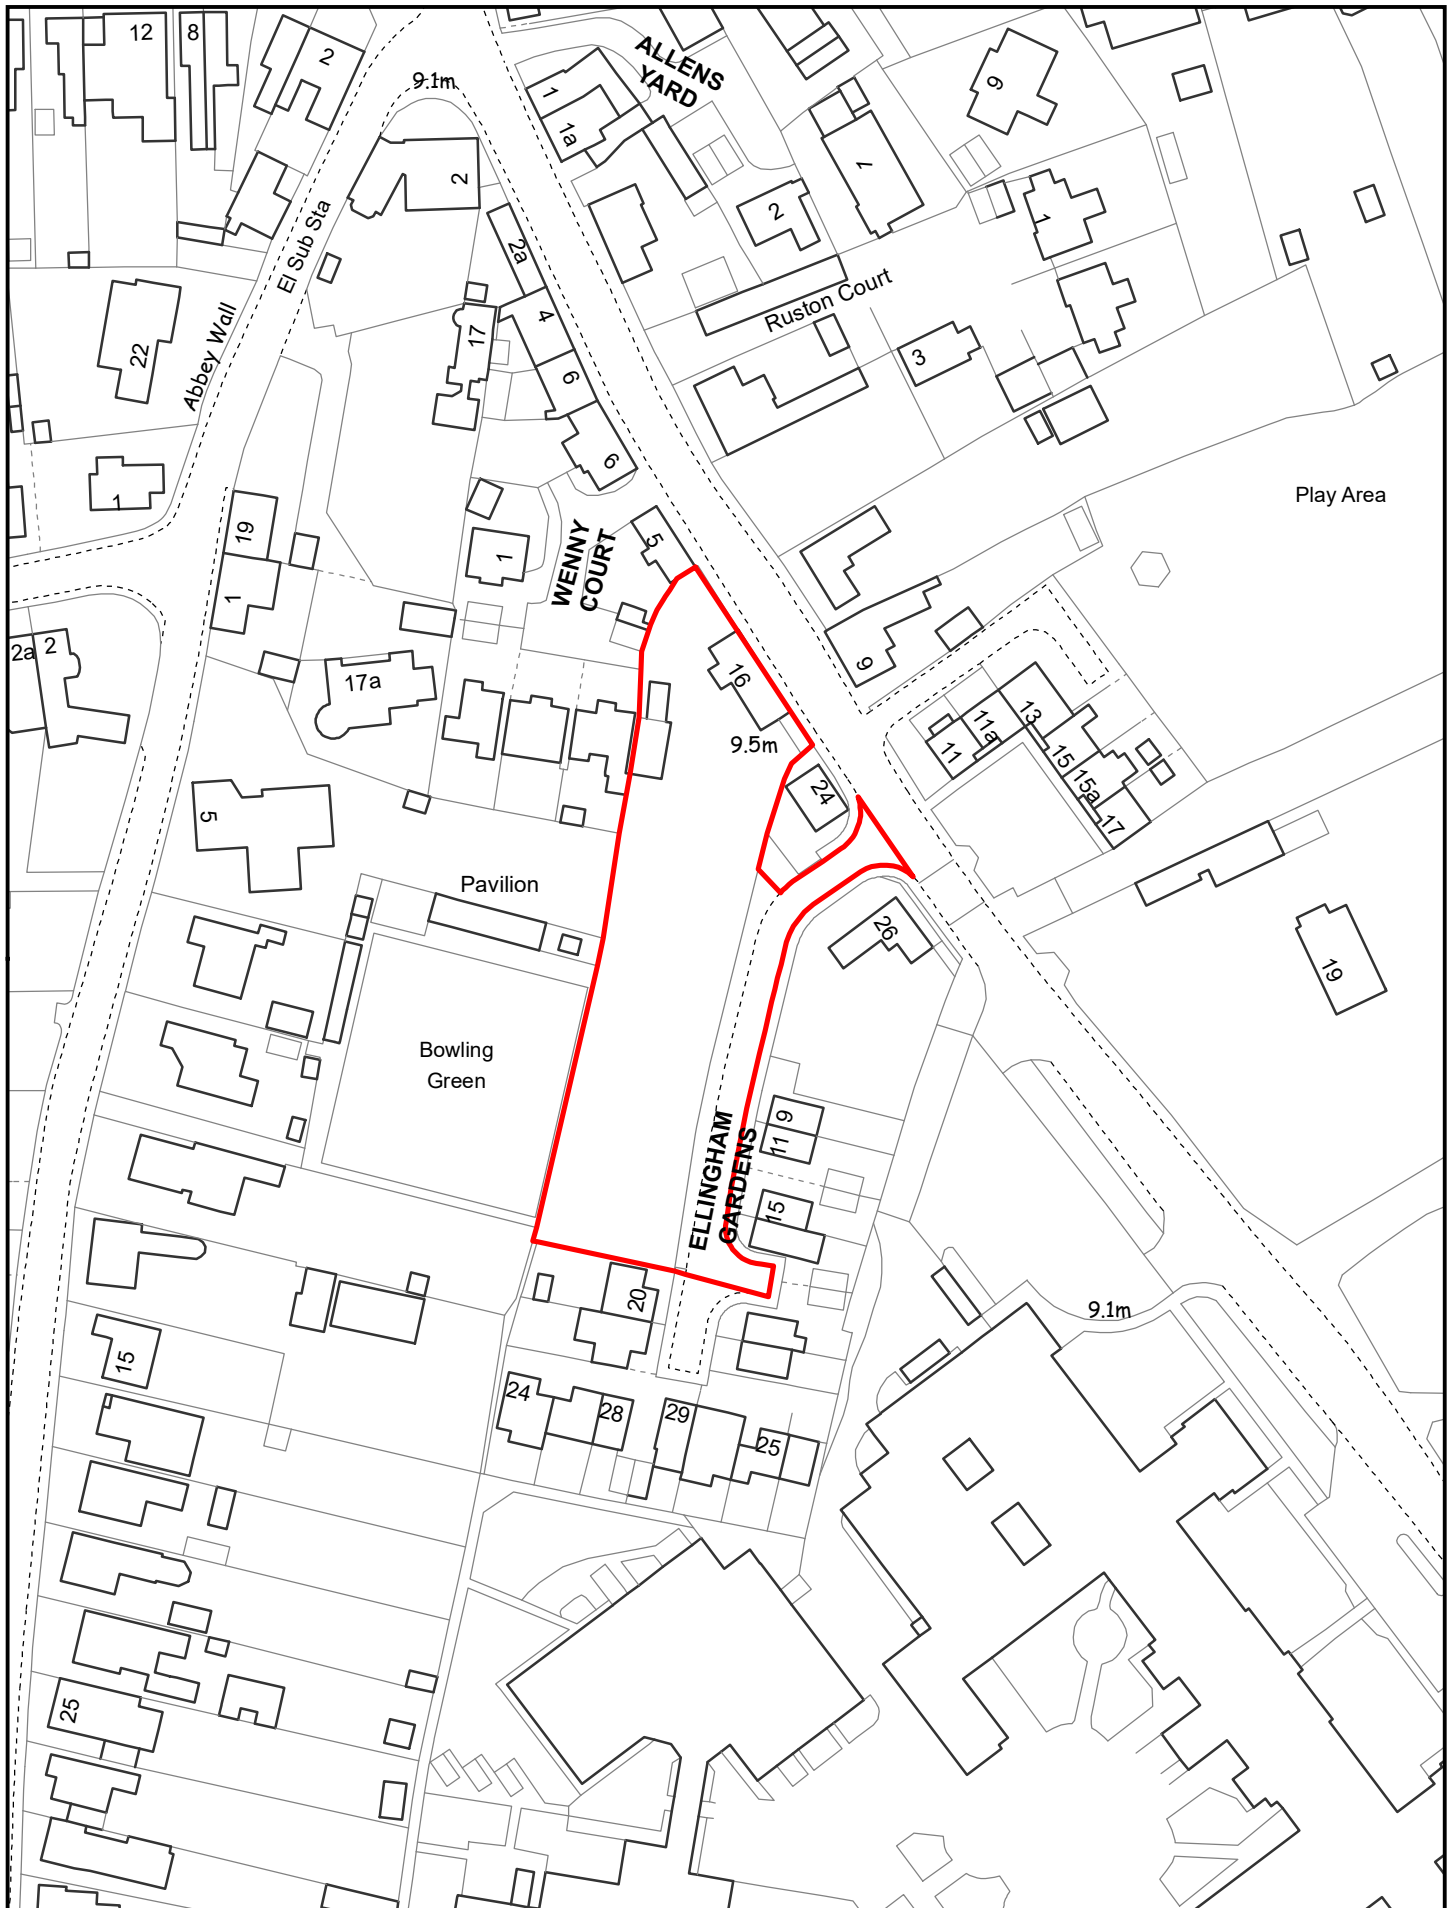 12
8
2
9.1m
ALLENS
YARD
1
1a
9
2
7
2
1
El Sub Sta
2a
4
17
Ruston Court
22
Abbey Wall
3
6
6
Play Area
1
19
5
1
WENNY
COURT
1
2a
2
17a
16
9
9.5m
11
11a
13
15
15a
17
24
5
Pavilion
26
19
Bowling
Green
9
11
ELLINGHAM
GARDENS
15
20
9.1m
15
24
28
29
25
25